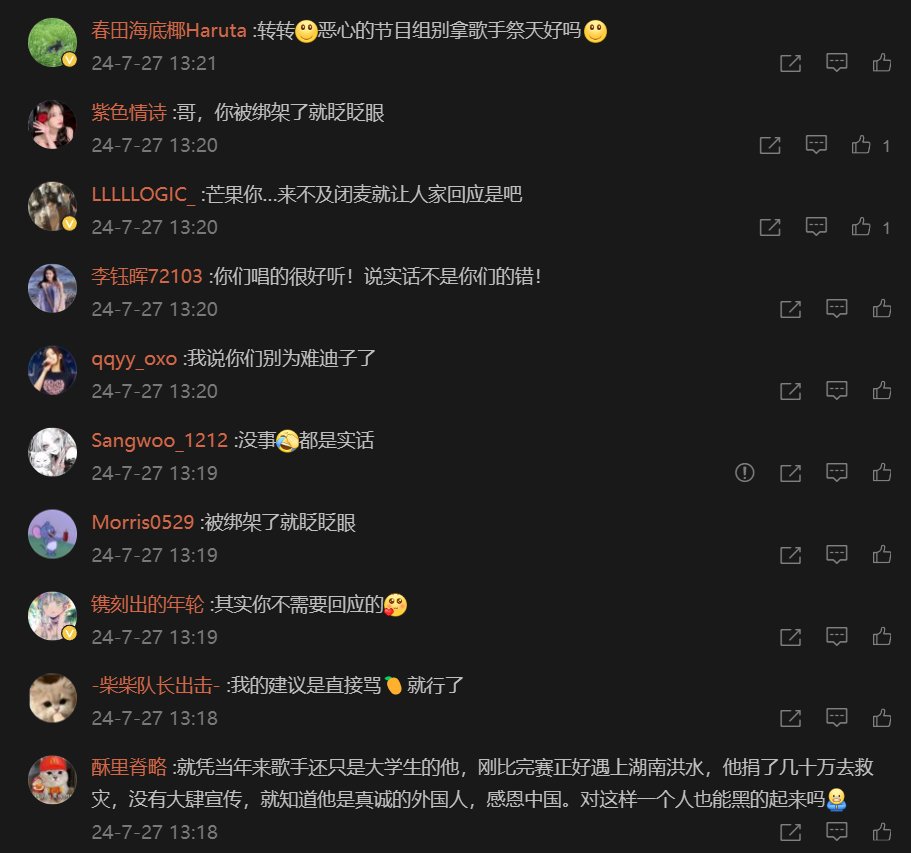 春田海底椰Haruta :转转🙂恶心的节目组别拿歌手祭天好吗🙂
24-7-27 13:21
紫色情诗 :哥，你被绑架了就眨眨眼
24-7-27 13:20
1
LLLLLOGIC_ :芒果你...来不及闭麦就让人家回应是吧
24-7-27 13:20
1
李钰晖72103 :你们唱的很好听！说实话不是你们的错！
24-7-27 13:20
qqyy_oxo :我说你们别为难迪子了
24-7-27 13:20
Sangwoo_1212 :没事🤣都是实话
24-7-27 13:19
Morris0529 :被绑架了就眨眨眼
24-7-27 13:19
镌刻出的年轮 :其实你不需要回应的🥰
24-7-27 13:19
-柴柴队长出击- :我的建议是直接骂🥭就行了
24-7-27 13:18
酥里脊略 :就凭当年来歌手还只是大学生的他，刚比完赛正好遇上湖南洪水，他捐了几十万去救
灾，没有大肆宣传，就知道他是真诚的外国人，感恩中国。对这样一个人也能黑的起来吗
24-7-27 13:18